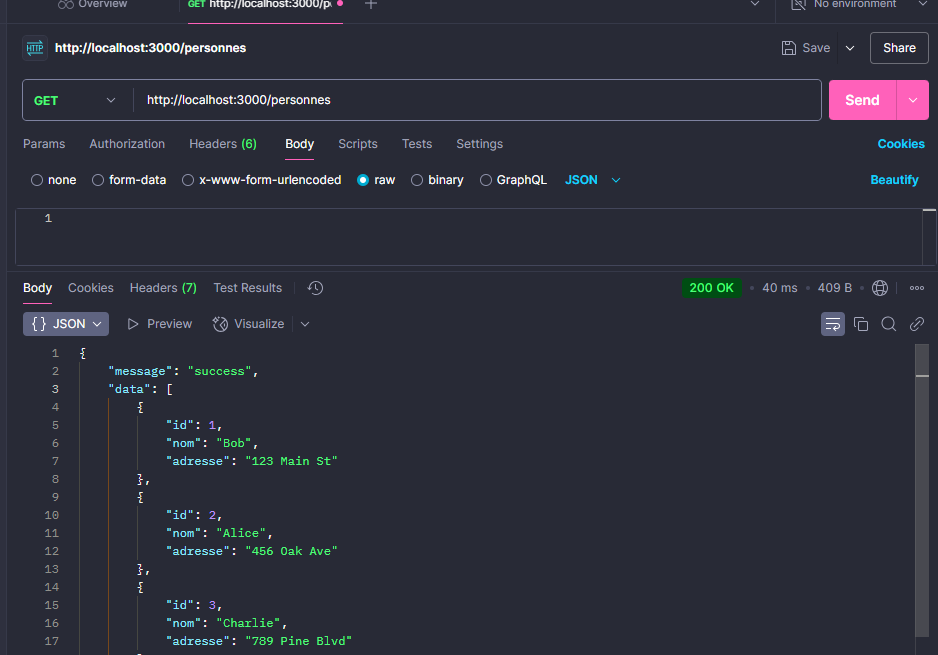 Overview GET http://localhost:3000/p No environment
HTTP http://localhost:3000/personnes Save Share
GET http://localhost:3000/personnes Send
Params Authorization Headers (6) Body Scripts Tests Settings Cookies
none form-data x-www-form-urlencoded raw binary GraphQL JSON Beautify
1
Body Cookies Headers (7) Test Results 200 OK 40 ms 409 B
{} JSON Preview Visualize
1 {
2 "message": "success",
3 "data": [
4 {
5 "id": 1,
6 "nom": "Bob",
7 "adresse": "123 Main St"
8 },
9 {
10 "id": 2,
11 "nom": "Alice",
12 "adresse": "456 Oak Ave"
13 },
14 {
15 "id": 3,
16 "nom": "Charlie",
17 "adresse": "789 Pine Blvd"